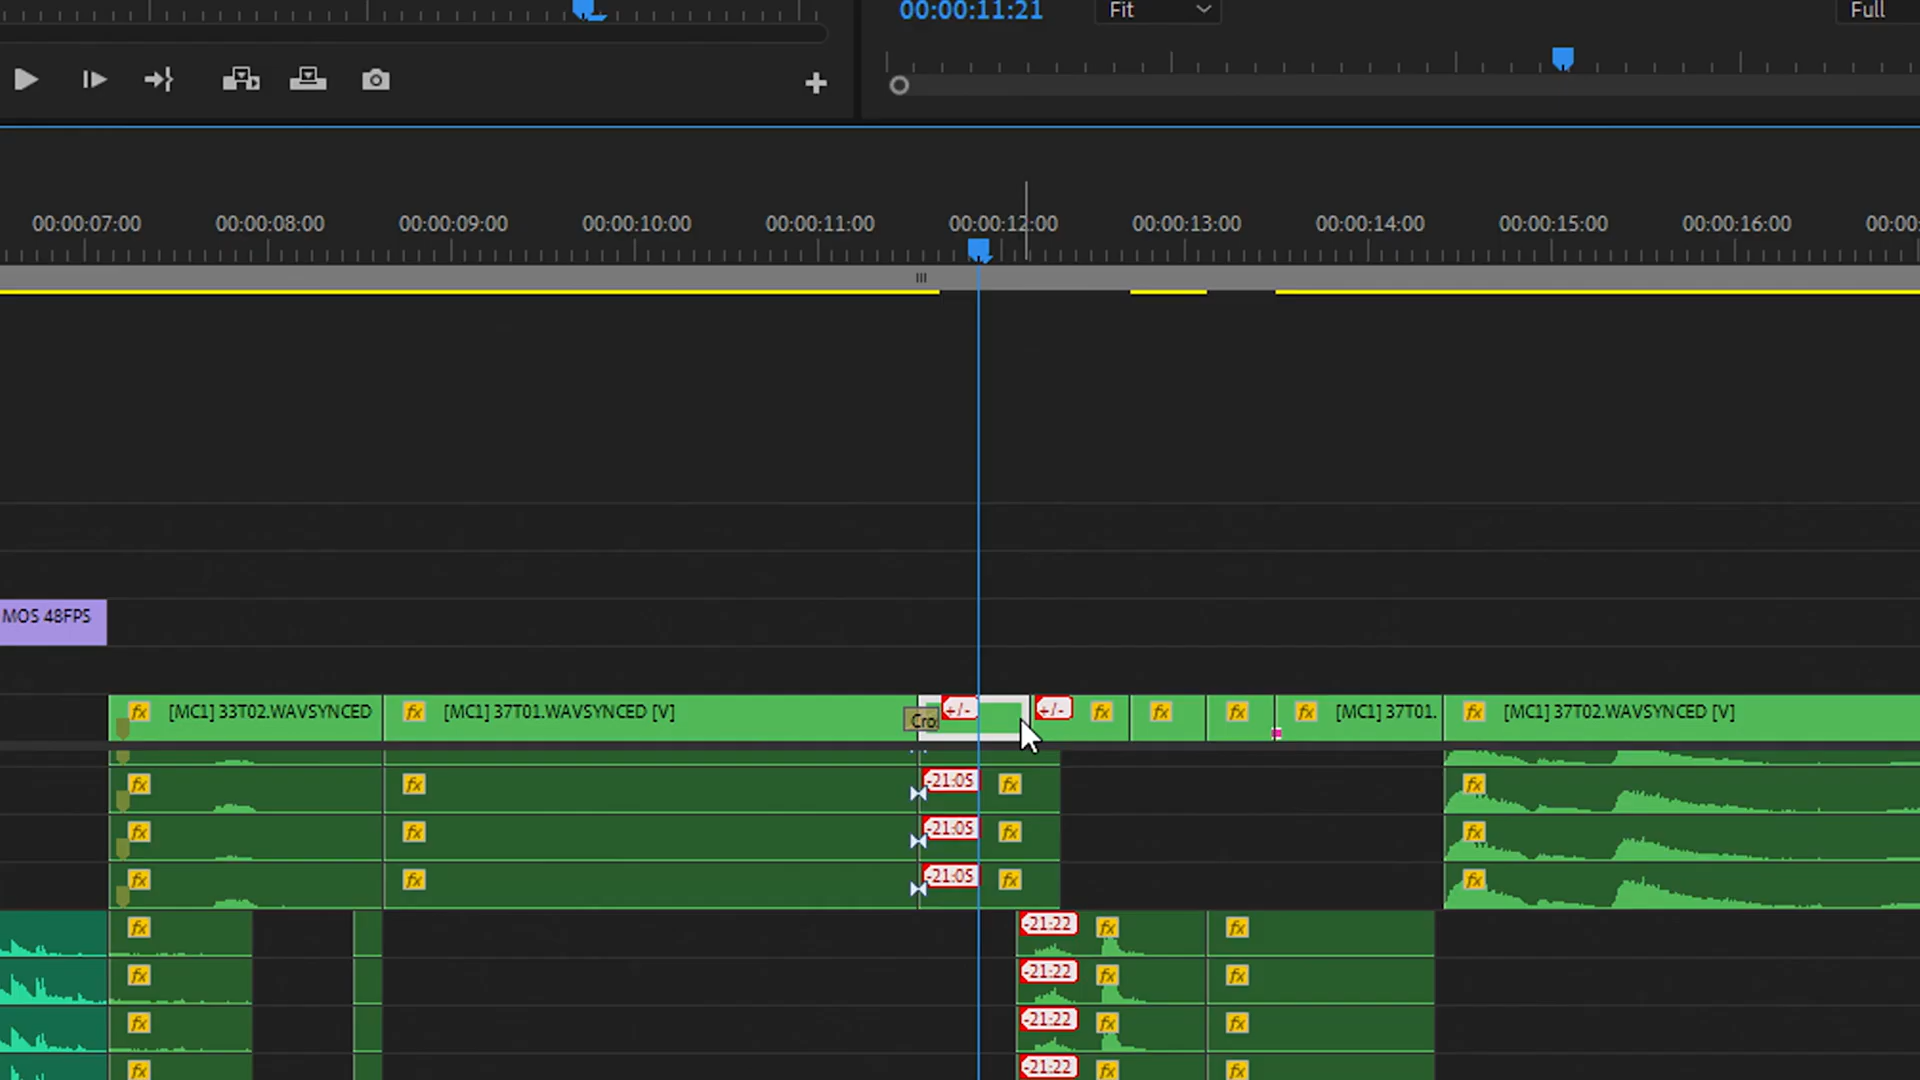 00:00:11:21 Fit Full
00:00:07:00 00:00:08:00 00:00:09:00 00:00:10:00 00:00:11:00 00:00:12:00 00:00:13:00 00:00:14:00 00:00:15:00 00:00:16:00 00:00
MOS 48FPS
fx [MC1] 33T02.WAVSYNCED fx [MC1] 37T01.WAVSYNCED [V] Cro +/- +/- fx fx fx fx [MC1] 37T01. fx [MC1] 37T02.WAVSYNCED [V]
fx fx -21:05 fx fx
fx fx -21:05 fx fx
fx fx -21:05 fx fx
fx -21:22 fx fx
fx -21:22 fx fx
fx -21:22 fx fx
fx -21:22 fx fx